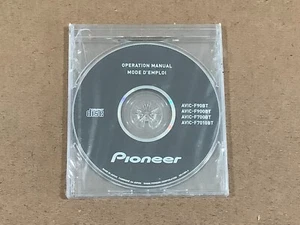 OPERATION MANUAL
MODE D'EMPLOI
AVIC-F90BT
AVIC-F900BT
AVIC-F700BT
AVIC-F7010BT
Pioneer